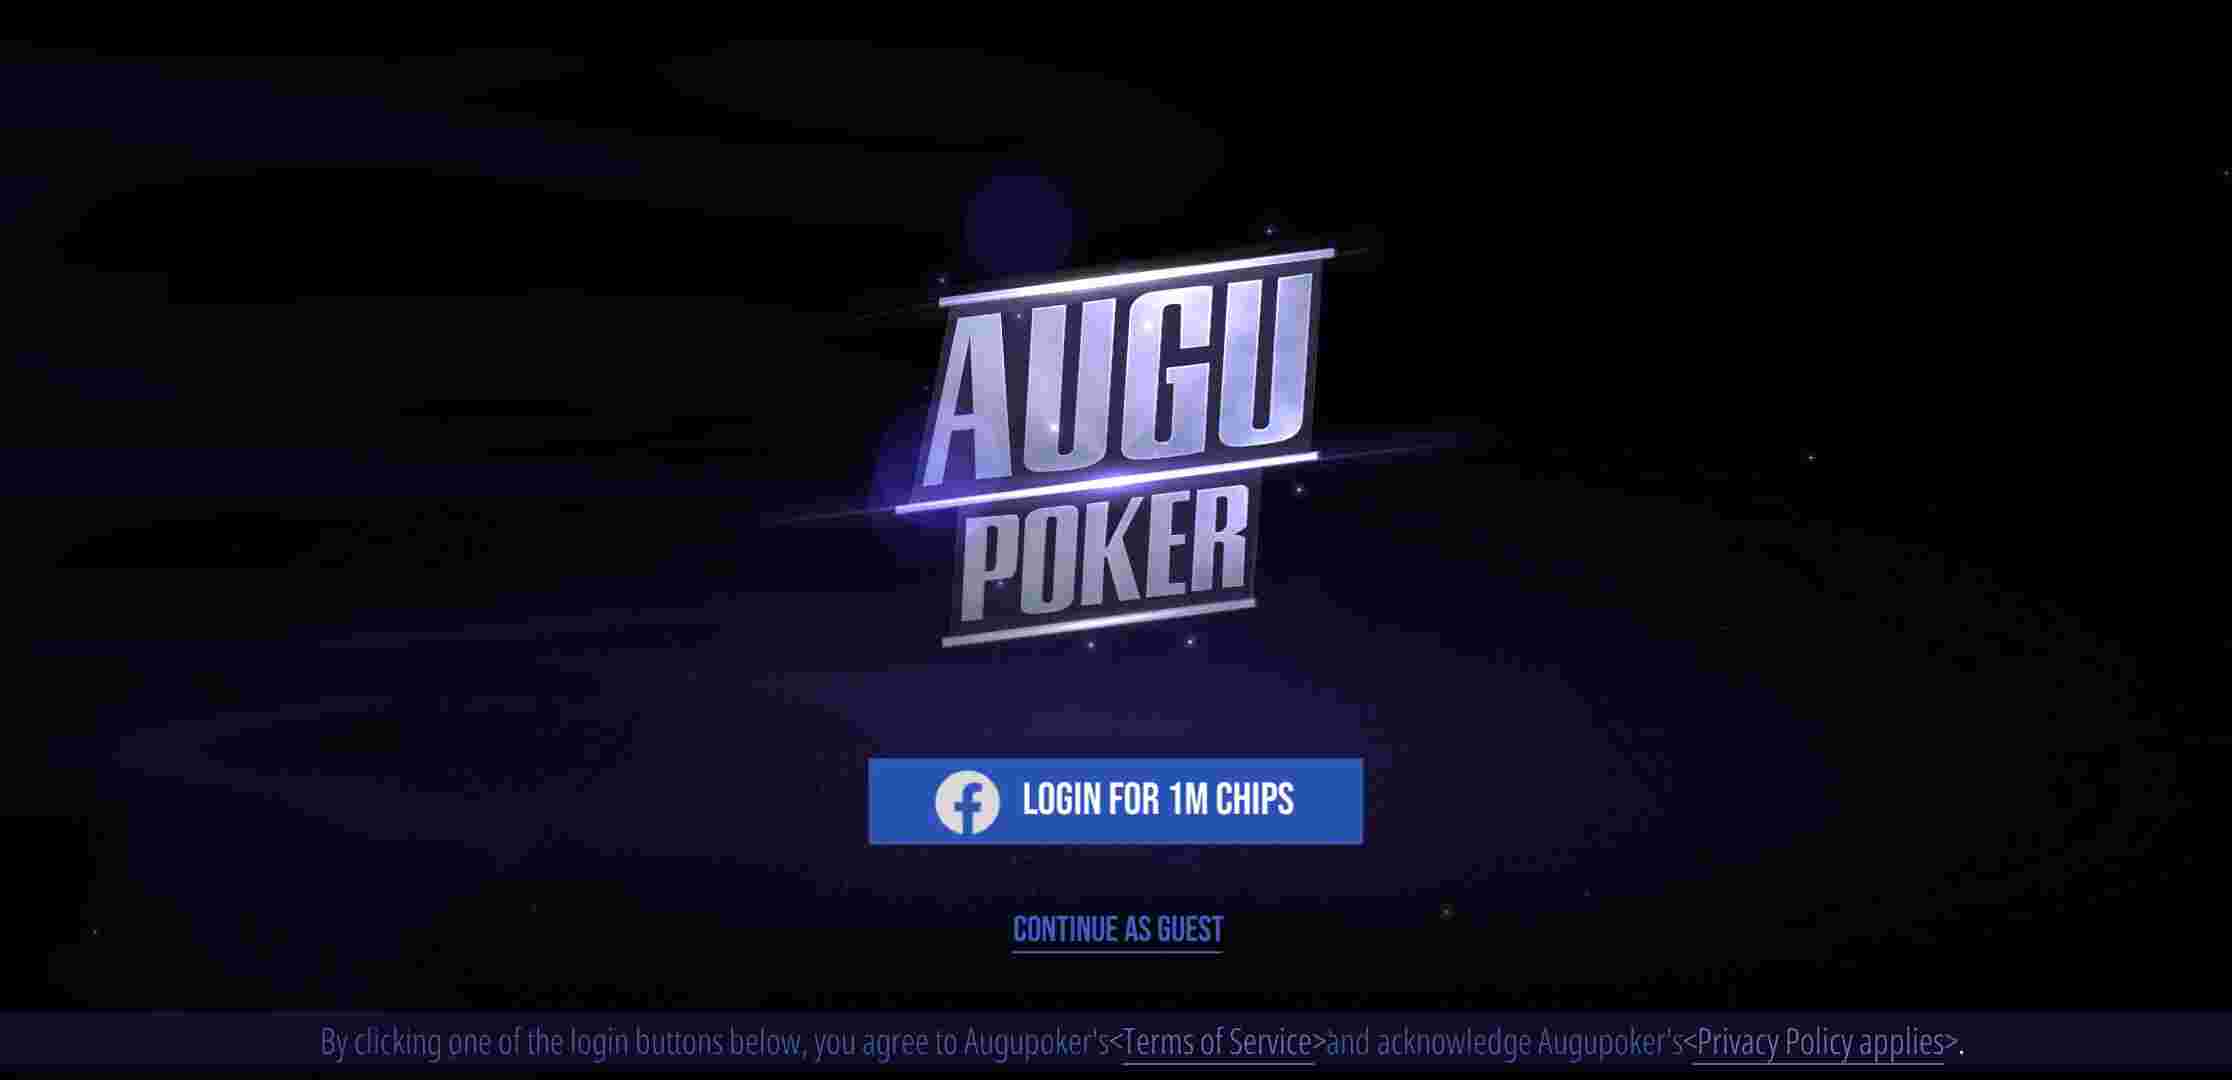 AUGU
POKER
LOGIN FOR 1M CHIPS
CONTINUE AS GUEST
By clicking one of the login buttons below, you agree to Augupoker's<Terms of Service>and acknowledge Augupoker's<Privacy Policy applies>.